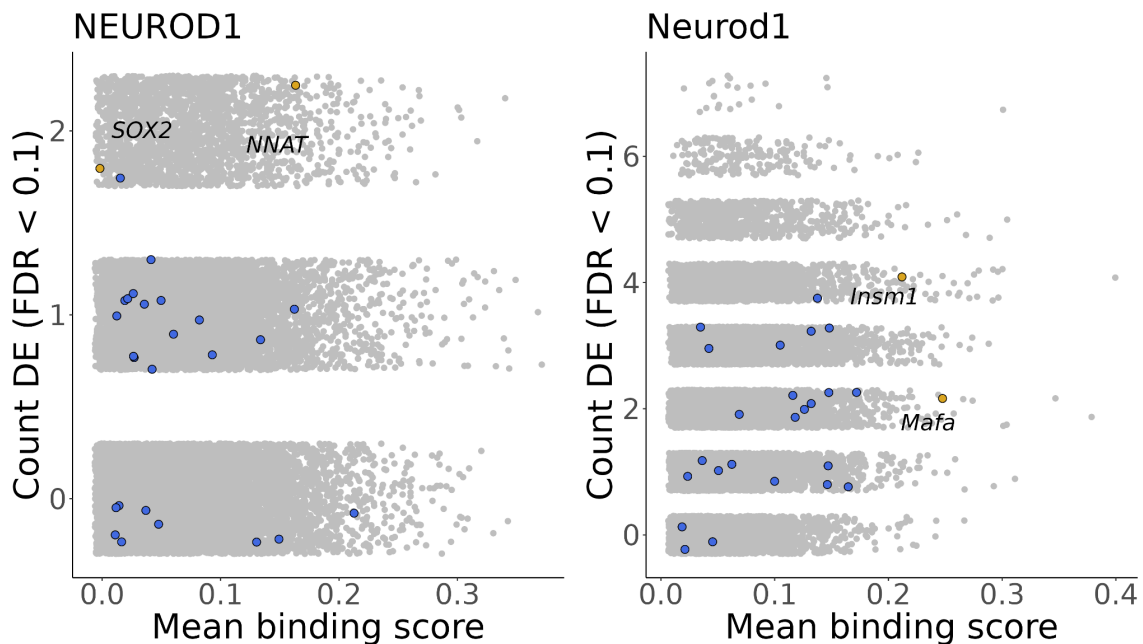 NEUROD1
Count DE (FDR < 0.1)
2
1
0
SOX2
NNAT
0.0 0.1 0.2 0.3
Mean binding score
Neurod1
Count DE (FDR < 0.1)
6
4
2
0
Insm1
Mafa
0.0 0.1 0.2 0.3 0.4
Mean binding score